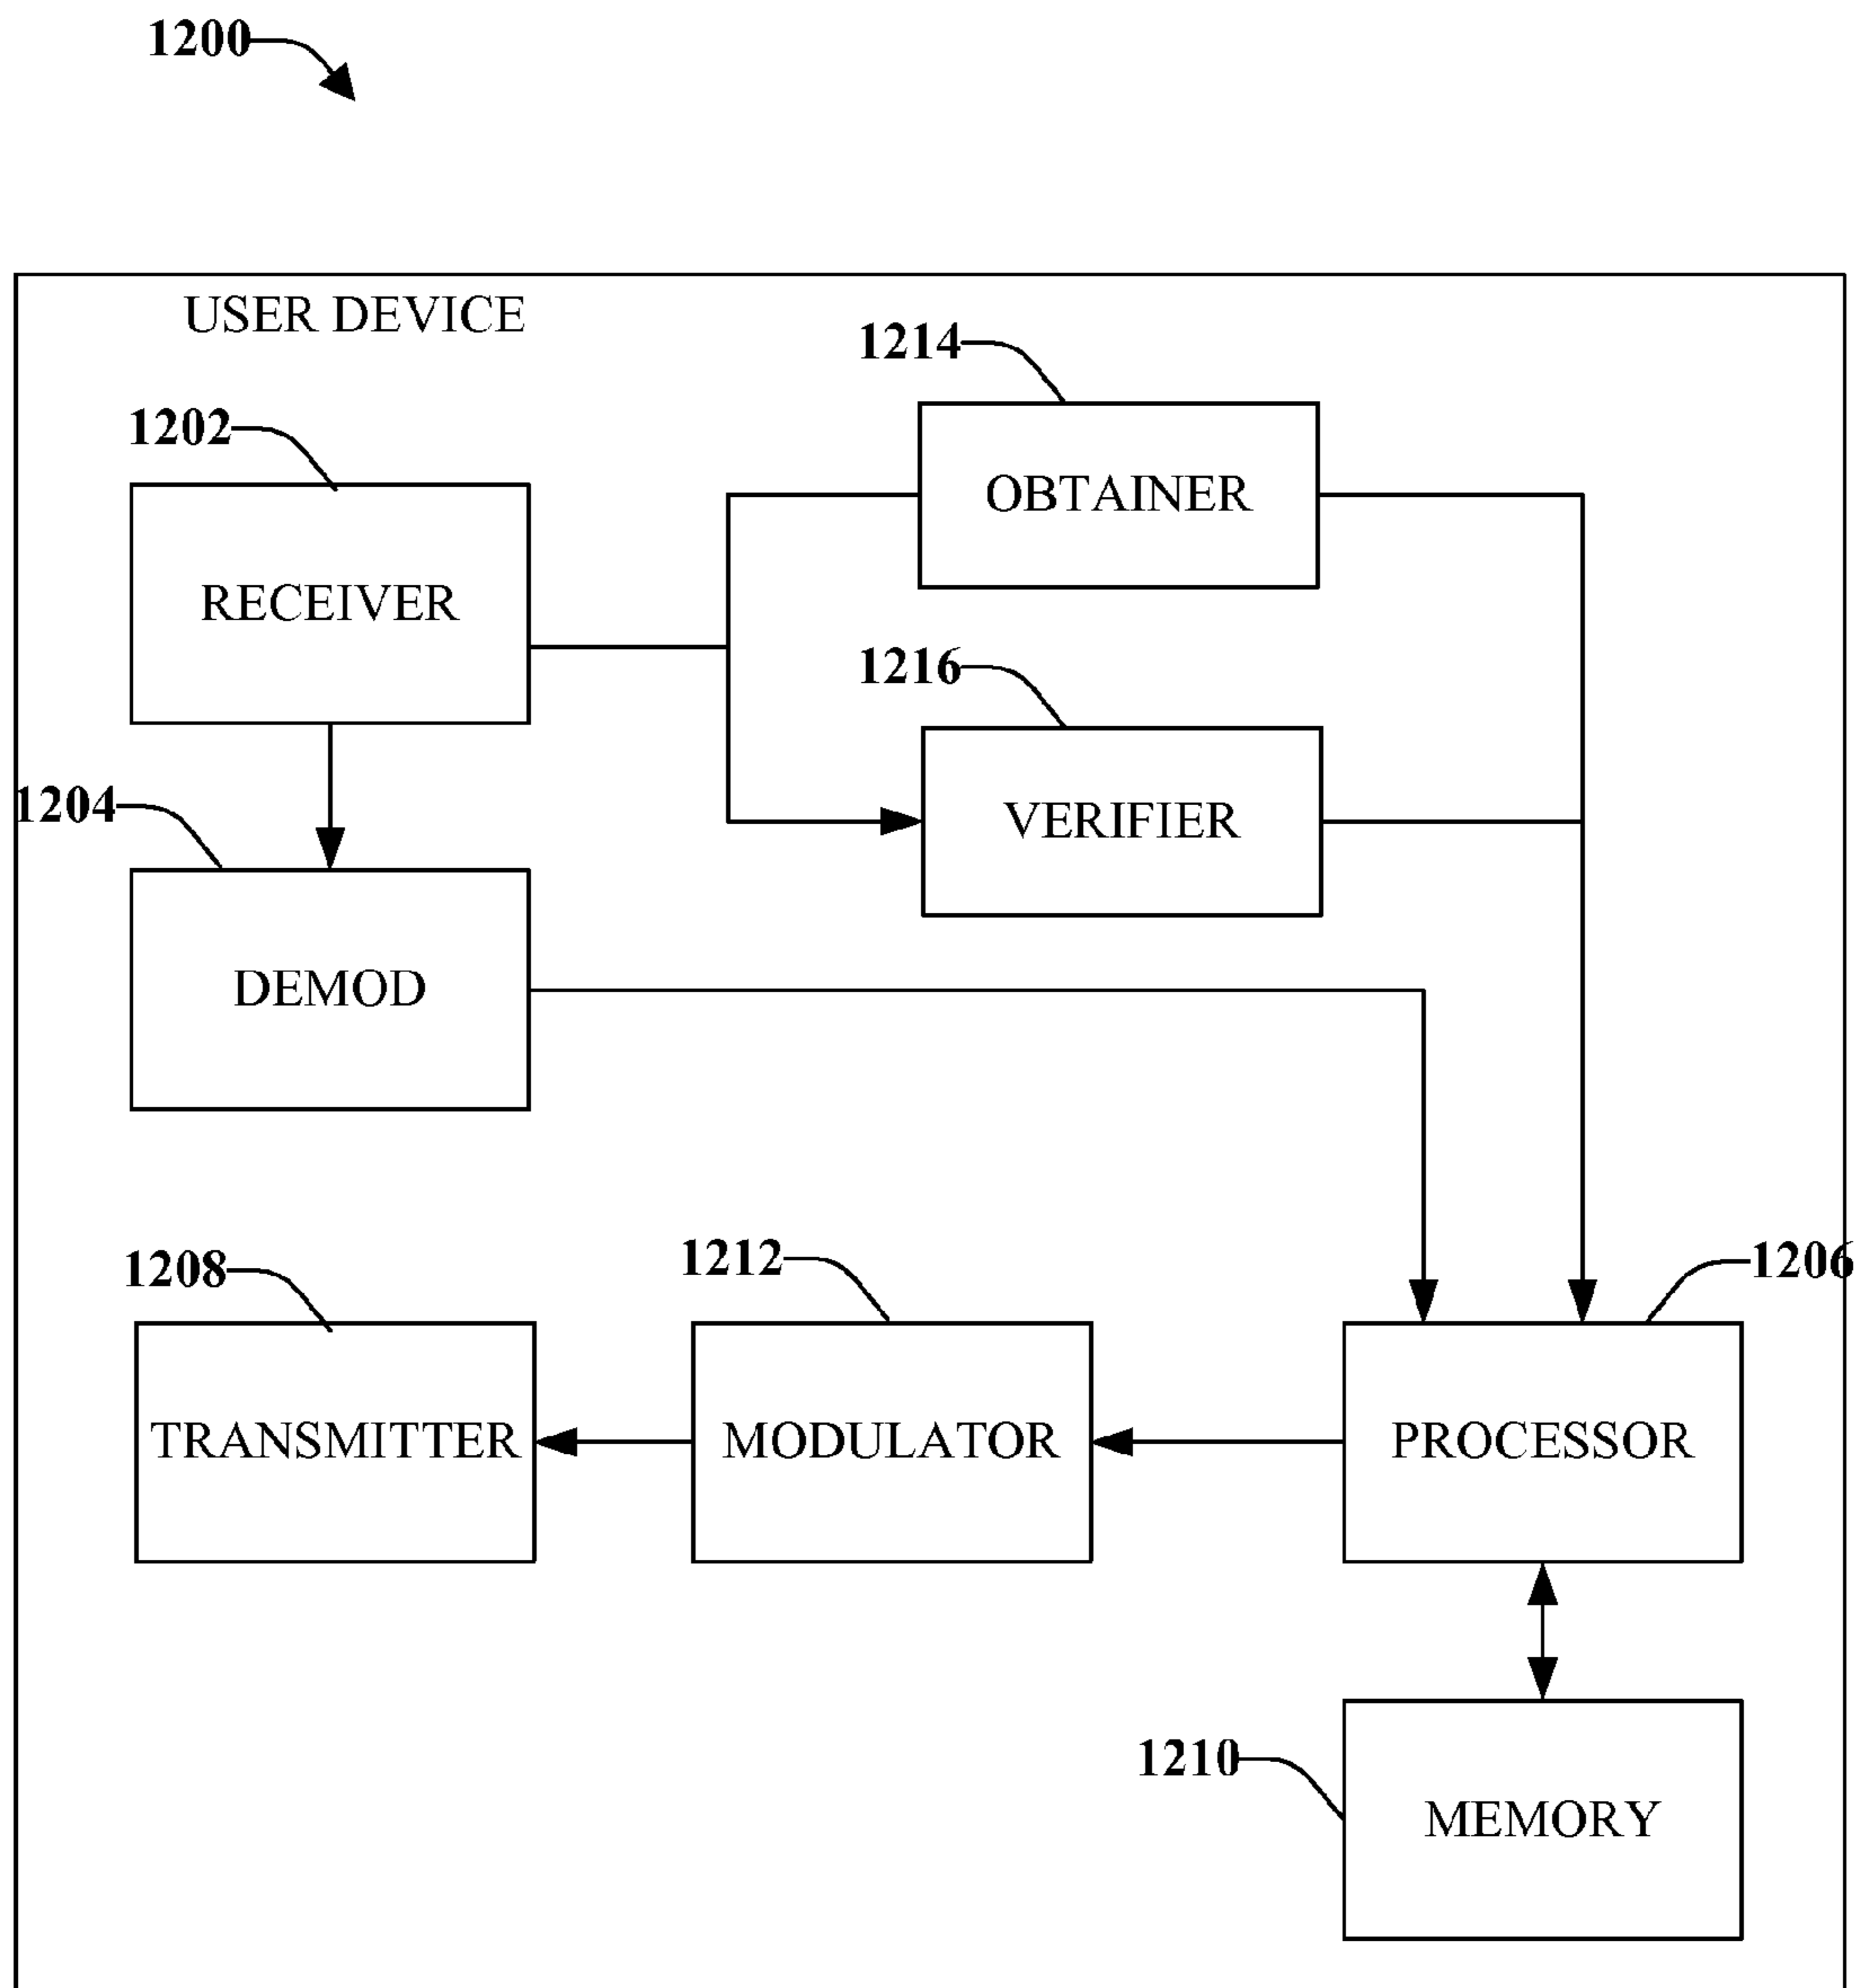 1200
USER DEVICE
1214
1202
OBTAINER
RECEIVER
1216
1204
VERIFIER
DEMOD
1208
1212
1206
TRANSMITTER
MODULATOR
PROCESSOR
1210
MEMORY